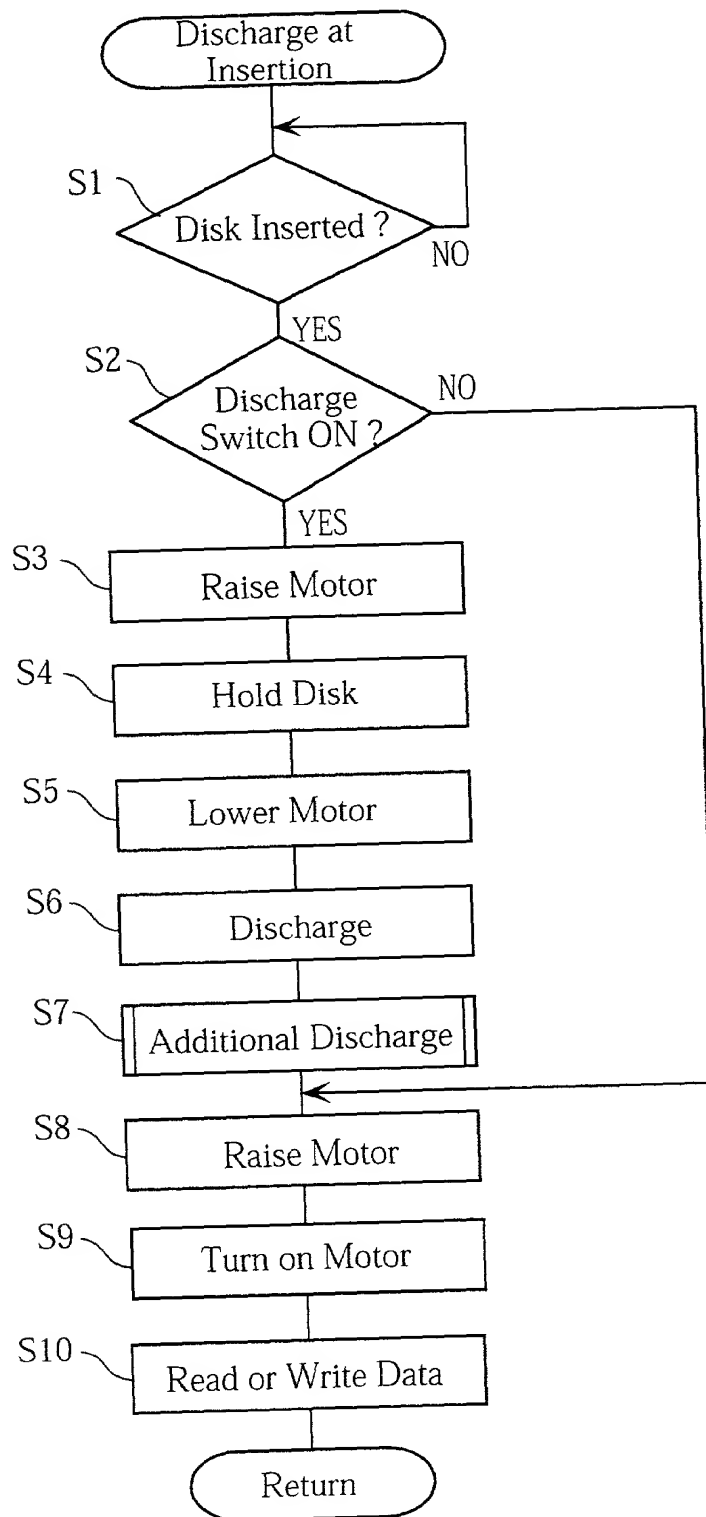 Discharge at
Insertion
S1
Disk Inserted ?
NO
YES
S2
Discharge
Switch ON ?
NO
YES
S3
Raise Motor
S4
Hold Disk
S5
Lower Motor
S6
Discharge
S7
Additional Discharge
S8
Raise Motor
S9
Turn on Motor
S10
Read or Write Data
Return